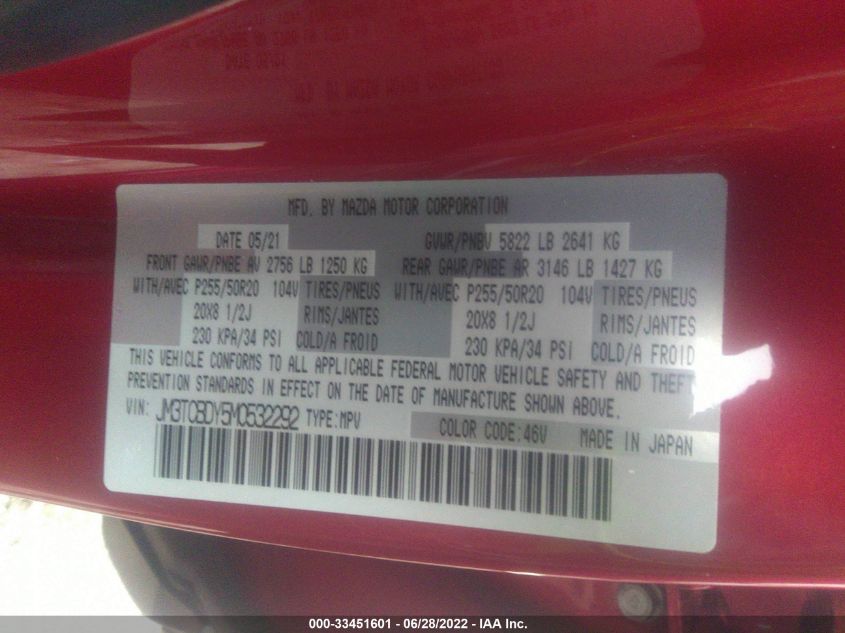 MFD. BY MAZDA MOTOR CORPORATION
DATE 05/21 GVWR/PNBV 5822 LB 2641 KG
FRONT GAWR/PNBE AV 2756 LB 1250 KG REAR GAWR/PNBE AR 3146 LB 1427 KG
WITH/AVEC P255/50R20 104V TIRES/PNEUS WITH/AVEC P255/50R20 104V TIRES/PNEUS
20X8 1/2J RIMS/JANTES 20X8 1/2J RIMS/JANTES
230 KPA/34 PSI COLD/A FROID 230 KPA/34 PSI COLD/A FROID
THIS VEHICLE CONFORMS TO ALL APPLICABLE FEDERAL MOTOR VEHICLE SAFETY AND THEFT
PREVENTION STANDARDS IN EFFECT ON THE DATE OF MANUFACTURE SHOWN ABOVE.
VIN: JM3TCBDY5M0532292 TYPE:MPV COLOR CODE:46V MADE IN JAPAN
000-33451601 - 06/28/2022 - IAA Inc.